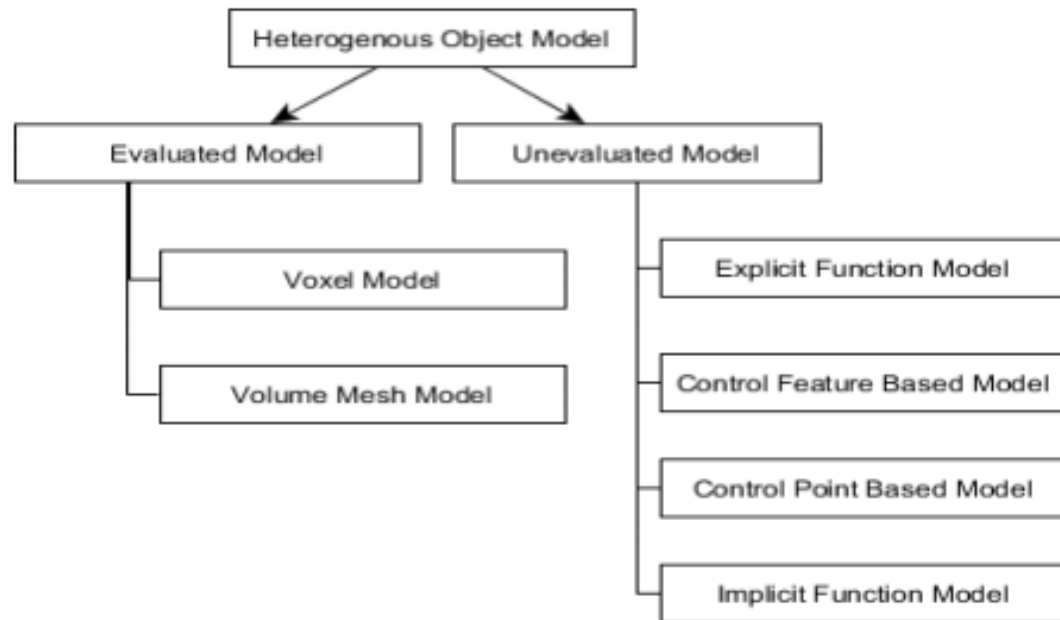 Heterogenous Object Model
Evaluated Model
Unevaluated Model
Voxel Model
Volume Mesh Model
Explicit Function Model
Control Feature Based Model
Control Point Based Model
Implicit Function Model